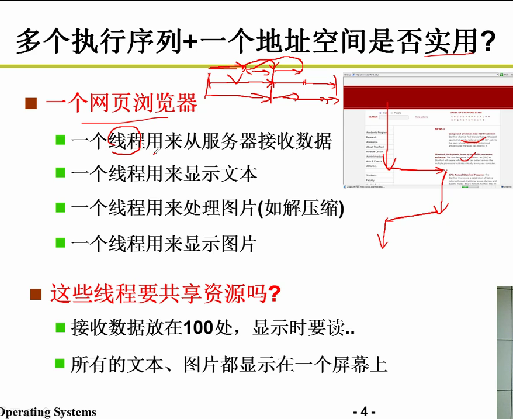 多个执行序列+一个地址空间是否实用?
一个网页浏览器
一个线程用来从服务器接收数据
一个线程用来显示文本
一个线程用来处理图片(如解压缩)
一个线程用来显示图片
这些线程要共享资源吗?
接收数据放在100处，显示时要读..
所有的文本、图片都显示在一个屏幕上
Operating Systems
- 4 -